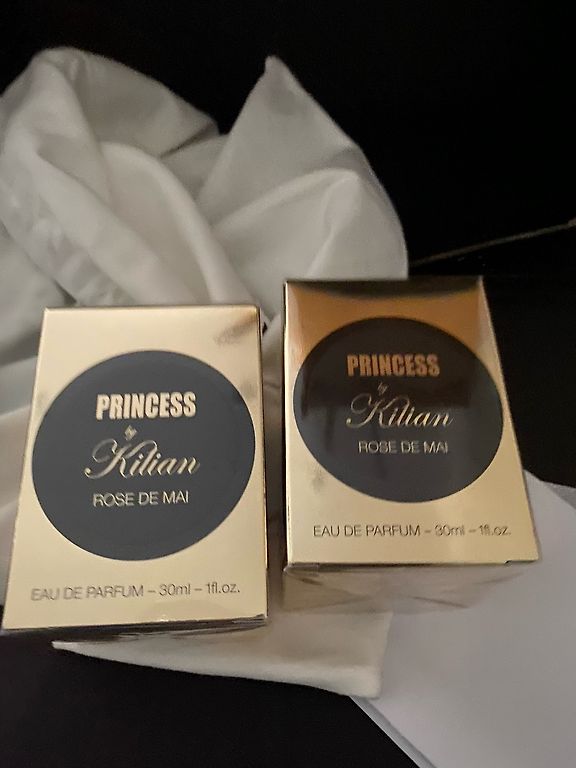 PRINCESS
by
Kilian
ROSE DE MAI
EAU DE PARFUM – 30ml – 1fl.oz.
PRINCESS
by
Kilian
ROSE DE MAI
EAU DE PARFUM – 30ml – 1fl.oz.